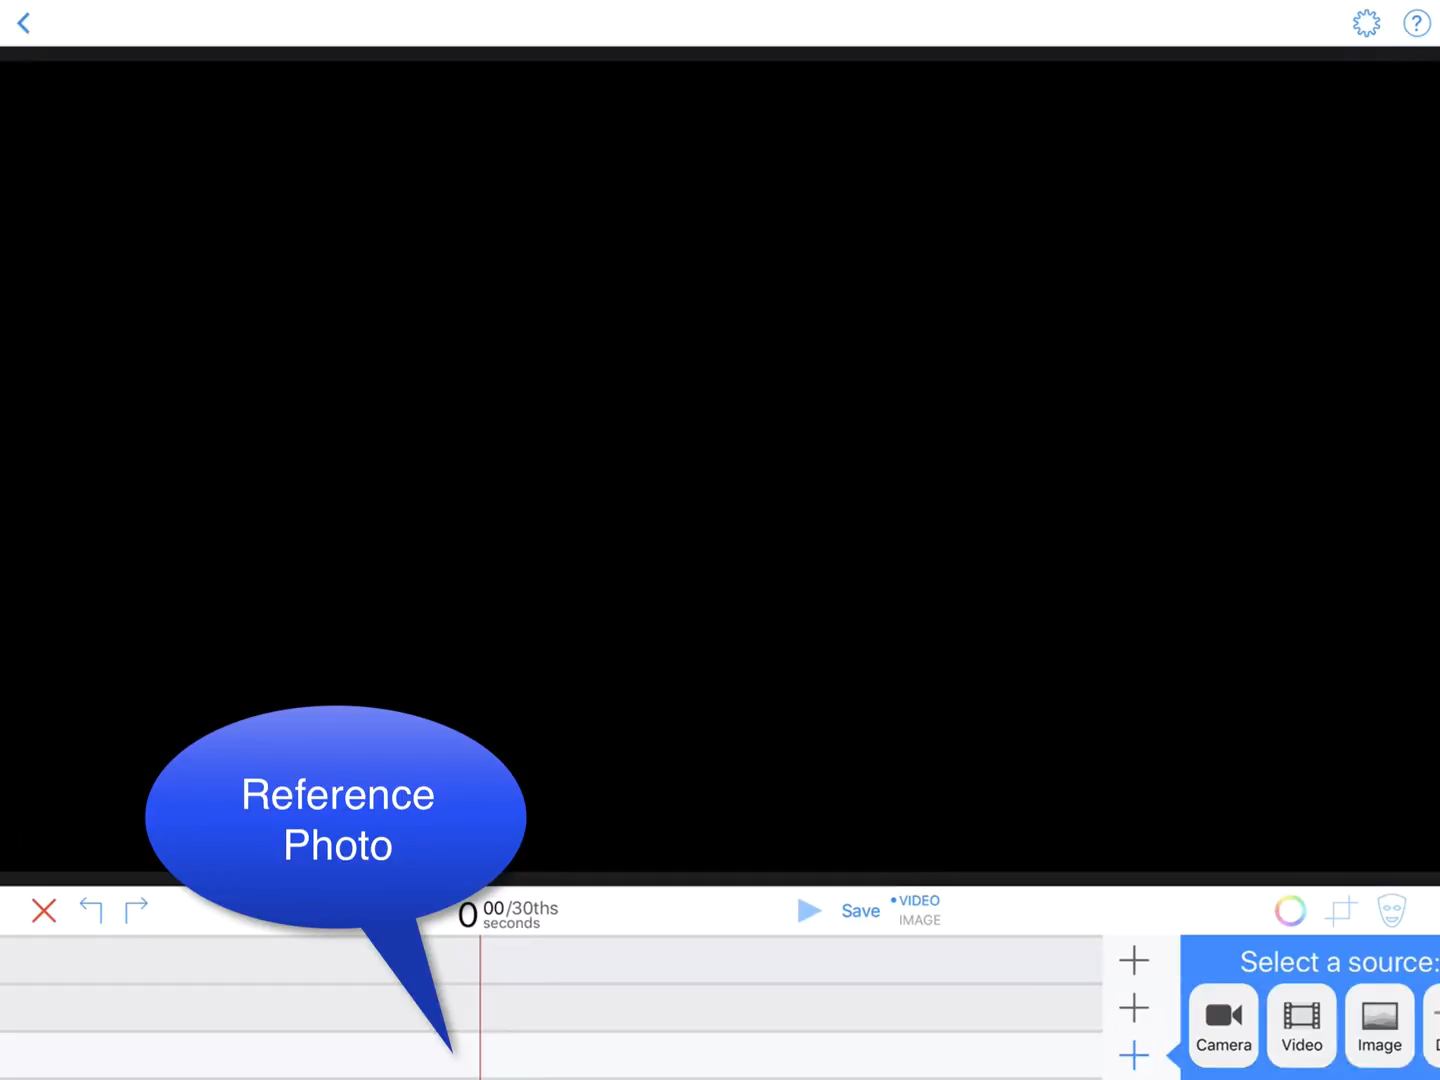 ?
Reference
Photo
0 00/30ths
seconds
Save
•VIDEO
IMAGE
Select a source:
Camera
Video
Image